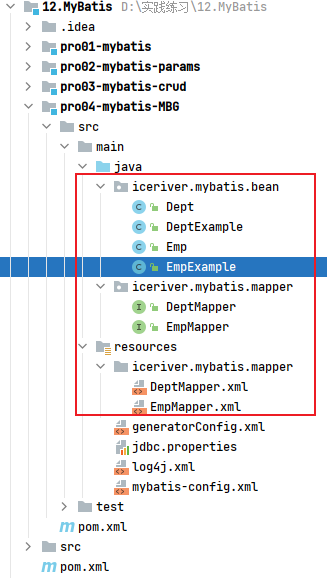 12.MyBatis D:\实践练习\12.MyBatis
.idea
pro01-mybatis
pro02-mybatis-params
pro03-mybatis-crud
pro04-mybatis-MBG
src
main
java
iceriver.mybatis.bean
Dept
DeptExample
Emp
EmpExample
iceriver.mybatis.mapper
DeptMapper
EmpMapper
resources
iceriver.mybatis.mapper
DeptMapper.xml
EmpMapper.xml
generatorConfig.xml
jdbc.properties
log4j.xml
mybatis-config.xml
test
pom.xml
src
pom.xml